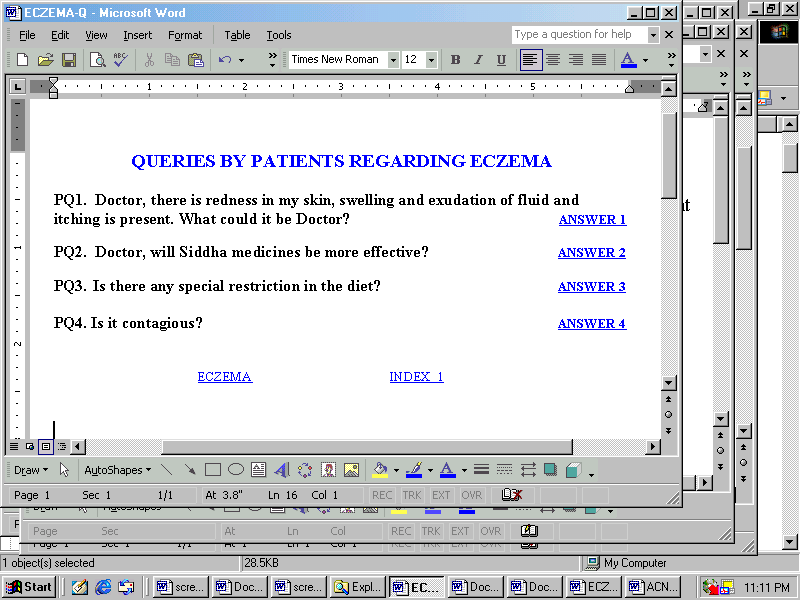 ECZEMA-Q - Microsoft Word
File Edit View Insert Format Table Tools
Type a question for help
Times New Roman 12 B I U A
1 2 3 4 5
QUERIES BY PATIENTS REGARDING ECZEMA
PQ1. Doctor, there is redness in my skin, swelling and exudation of fluid and
itching is present. What could it be Doctor? ANSWER 1
PQ2. Doctor, will Siddha medicines be more effective? ANSWER 2
PQ3. Is there any special restriction in the diet? ANSWER 3
PQ4. Is it contagious? ANSWER 4
ECZEMA INDEX 1
Draw AutoShapes
Page 1 Sec 1 1/1 At 3.8" Ln 16 Col 1 REC TRK EXT OVR
Page Sec At Ln Col REC TRK EXT OVR
1 object(s) selected 28.5KB My Computer
Start scre... Doc... scre... Expl... EC... Doc... Doc... ECZ... ACN... 11:11 PM